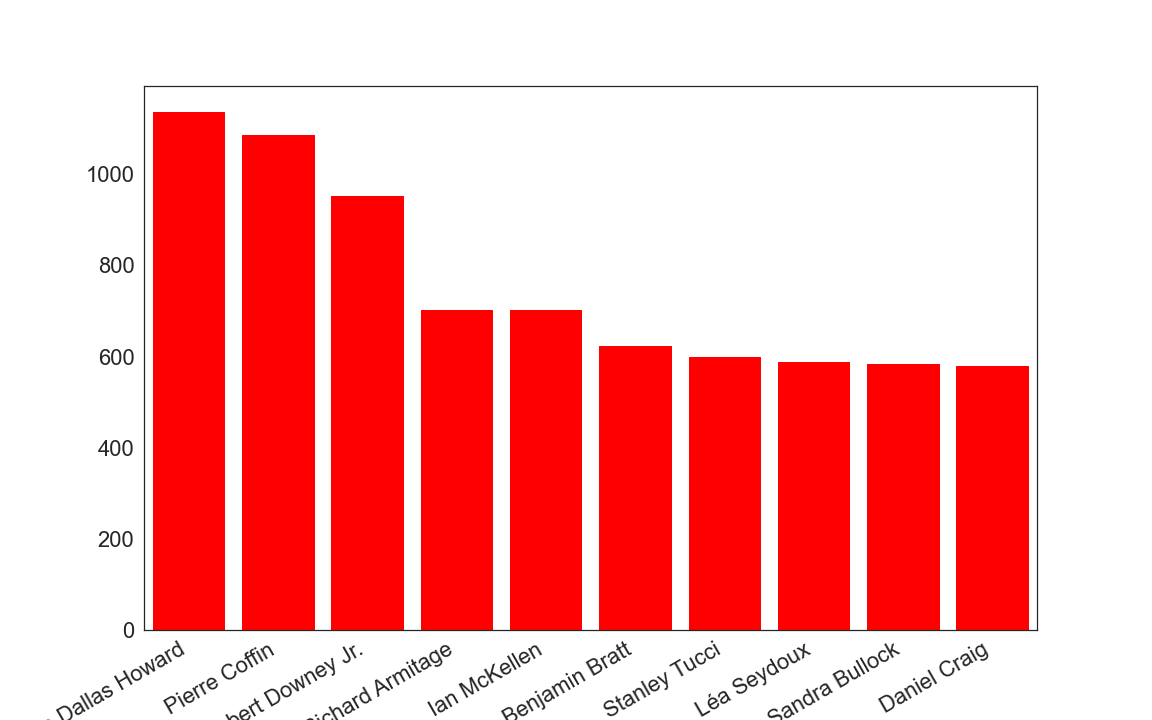 1000
800
600
400
200
0
Dallas Howard
Pierre Coffin
Downey Jr.
Armitage
Ian McKellen
Benjamin Bratt
Stanley Tucci
Léa Seydoux
Sandra Bullock
Daniel Craig